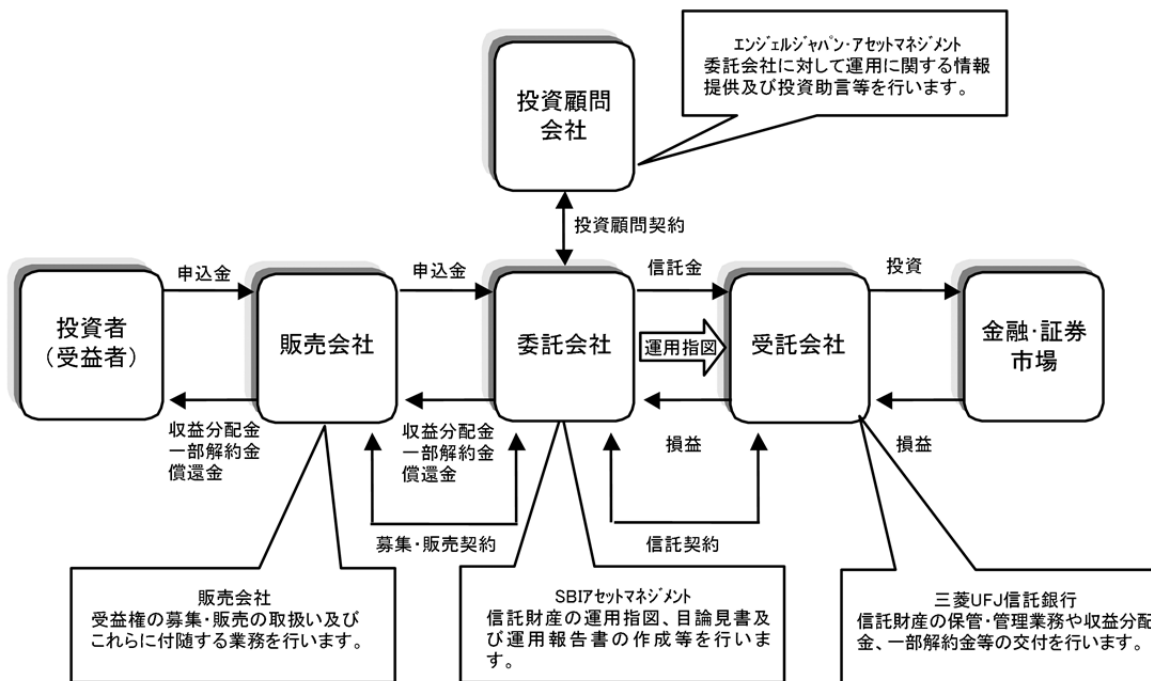 エンジェルジャパン・アセットマネジメント
委託会社に対して運用に関する情報
提供及び投資助言等を行います。
投資顧問
会社
投資顧問契約
申込金
申込金
信託金
投資
投資者
(受益者)
販売会社
委託会社
運用指図
受託会社
金融・証券
市場
収益分配金
一部解約金
償還金
収益分配金
一部解約金
償還金
損益
損益
募集・販売契約
信託契約
販売会社
受益権の募集・販売の取扱い及び
これらに付随する業務を行います。
SBIアセットマネジメント
信託財産の運用指図、目論見書及
び運用報告書の作成等を行いま
す。
三菱UFJ信託銀行
信託財産の保管・管理業務や収益分配
金、一部解約金等の交付を行います。